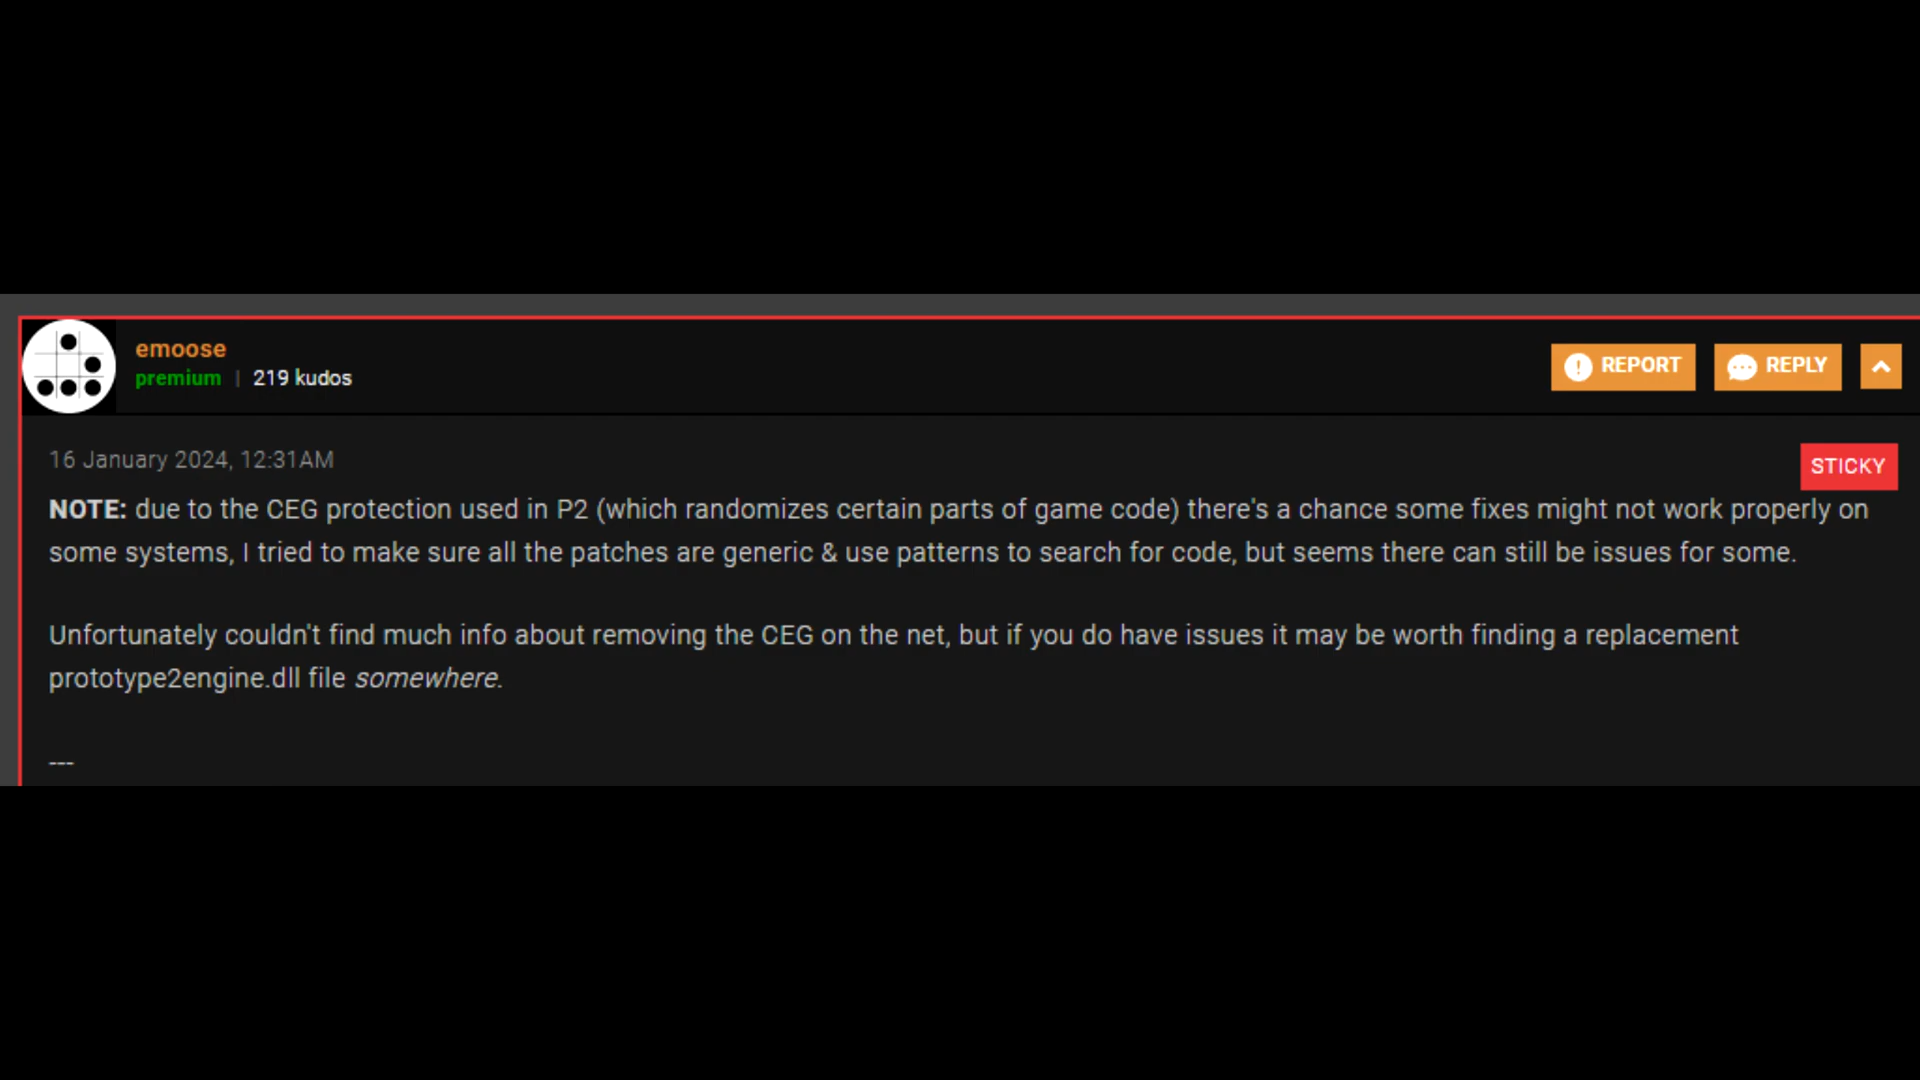 emoose
premium | 219 kudos
REPORT
REPLY
16 January 2024, 12:31AM
STICKY
NOTE: due to the CEG protection used in P2 (which randomizes certain parts of game code) there's a chance some fixes might not work properly on
some systems, I tried to make sure all the patches are generic & use patterns to search for code, but seems there can still be issues for some.
Unfortunately couldn't find much info about removing the CEG on the net, but if you do have issues it may be worth finding a replacement
prototype2engine.dll file somewhere.
---